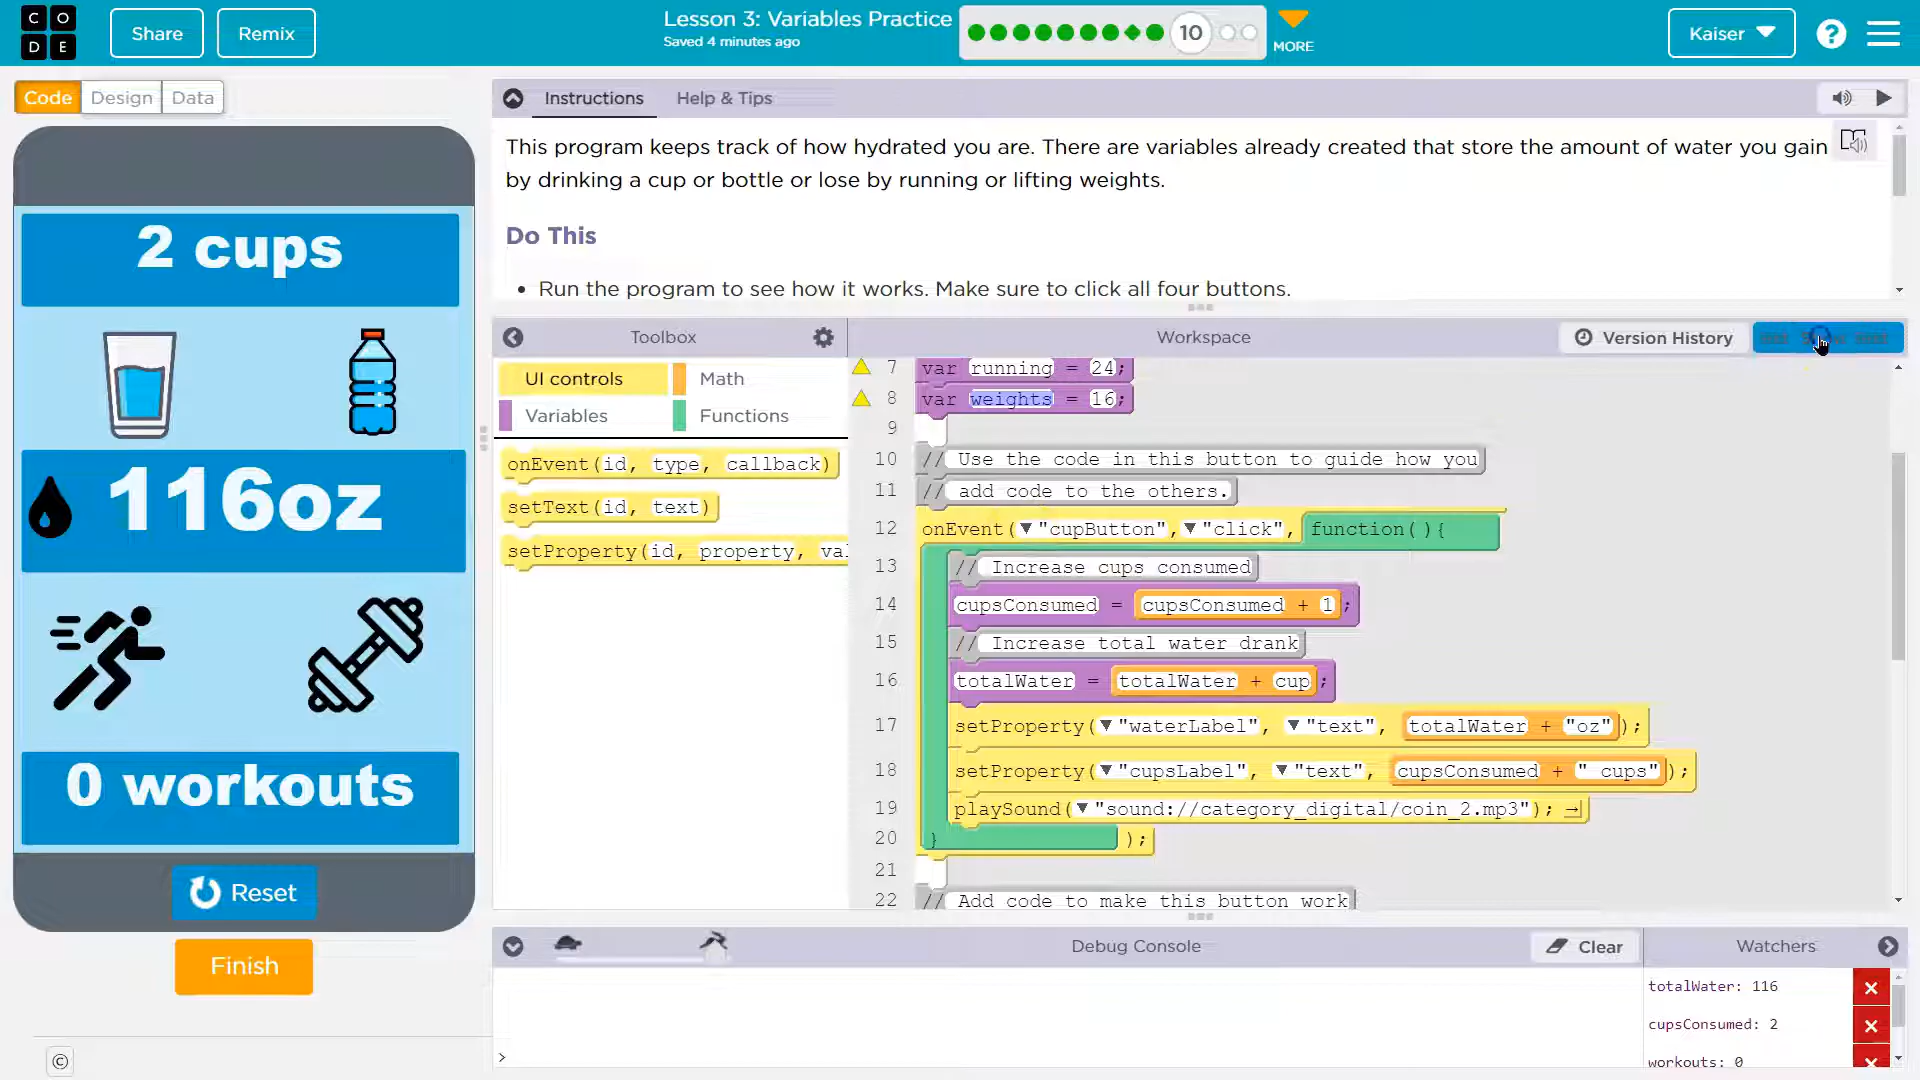 CO
DE
Share
Remix
Lesson 3: Variables Practice
Saved 4 minutes ago
10
MORE
Kaiser
?
Code
Design
Data
Instructions
Help & Tips
This program keeps track of how hydrated you are. There are variables already created that store the amount of water you gain
by drinking a cup or bottle or lose by running or lifting weights.
Do This
• Run the program to see how it works. Make sure to click all four buttons.
2 cups
116oz
0 workouts
Reset
Finish
©
Toolbox
Workspace
Version History
UI controls
Math
Variables
Functions
onEvent(id, type, callback)
setText(id, text)
setProperty(id, property, val
7 var running = 24;
8 var weights = 16;
9
10 // Use the code in this button to guide how you
11 // add code to the others.
12 onEvent(▼"cupButton",▼"click", function( ){
13 // Increase cups consumed
14 cupsConsumed = cupsConsumed + 1;
15 // Increase total water drank
16 totalWater = totalWater + cup;
17 setProperty(▼"waterLabel", ▼"text", totalWater + "oz");
18 setProperty(▼"cupsLabel", ▼"text", cupsConsumed + " cups");
19 playSound(▼"sound://category_digital/coin_2.mp3"); →
20 } );
21
22 // Add code to make this button work
Debug Console
Clear
Watchers
>
totalWater: 116
cupsConsumed: 2
workouts: 0